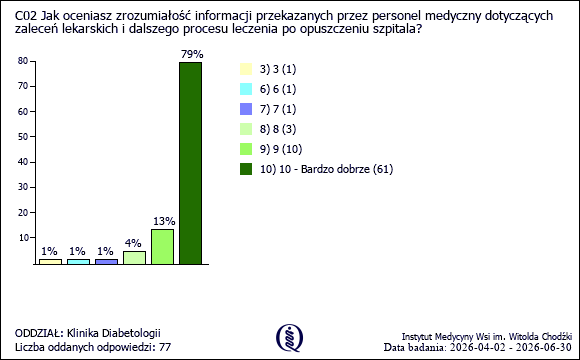 C02 Jak oceniasz zrozumiałość informacji przekazanych przez personel medyczny dotyczących
zaleceń lekarskich i dalszego procesu leczenia po opuszczeniu szpitala?
80
70
60
50
40
30
20
10
1%
1%
1%
4%
13%
79%
3) 3 (1)
6) 6 (1)
7) 7 (1)
8) 8 (3)
9) 9 (10)
10) 10 - Bardzo dobrze (61)
ODDZIAŁ: Klinika Diabetologii
Liczba oddanych odpowiedzi: 77
Instytut Medycyny Wsi im. Witolda Chodźki
Data badania: 2026-04-02 - 2026-06-30